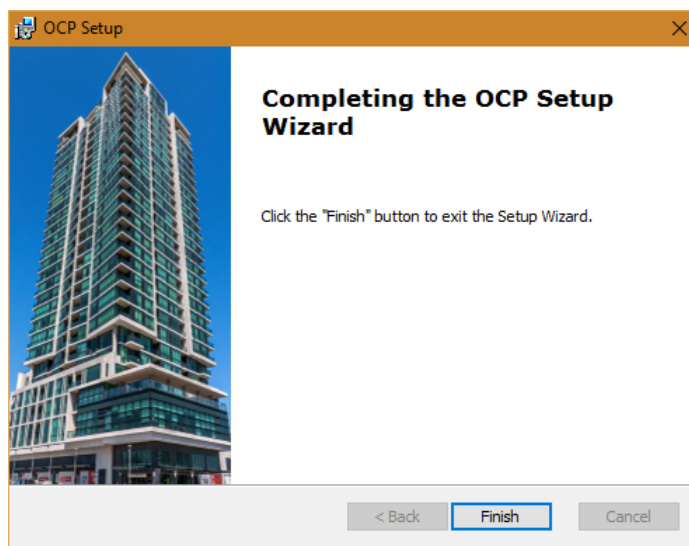 OCP Setup
Completing the OCP Setup
Wizard
Click the "Finish" button to exit the Setup Wizard.
< Back
Finish
Cancel